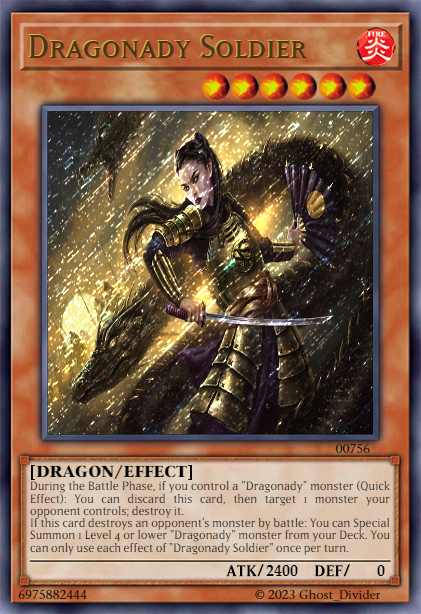 Dragonady Soldier
FIRE
炎
00756
[DRAGON/EFFECT]
During the Battle Phase, if you control a "Dragonady" monster (Quick
Effect): You can discard this card, then target 1 monster your
opponent controls; destroy it.
If this card destroys an opponent's monster by battle: You can Special
Summon 1 Level 4 or lower "Dragonady" monster from your Deck. You
can only use each effect of "Dragonady Soldier" once per turn.
ATK/2400 DEF/ 0
6975882444 © 2023 Ghost_Divider